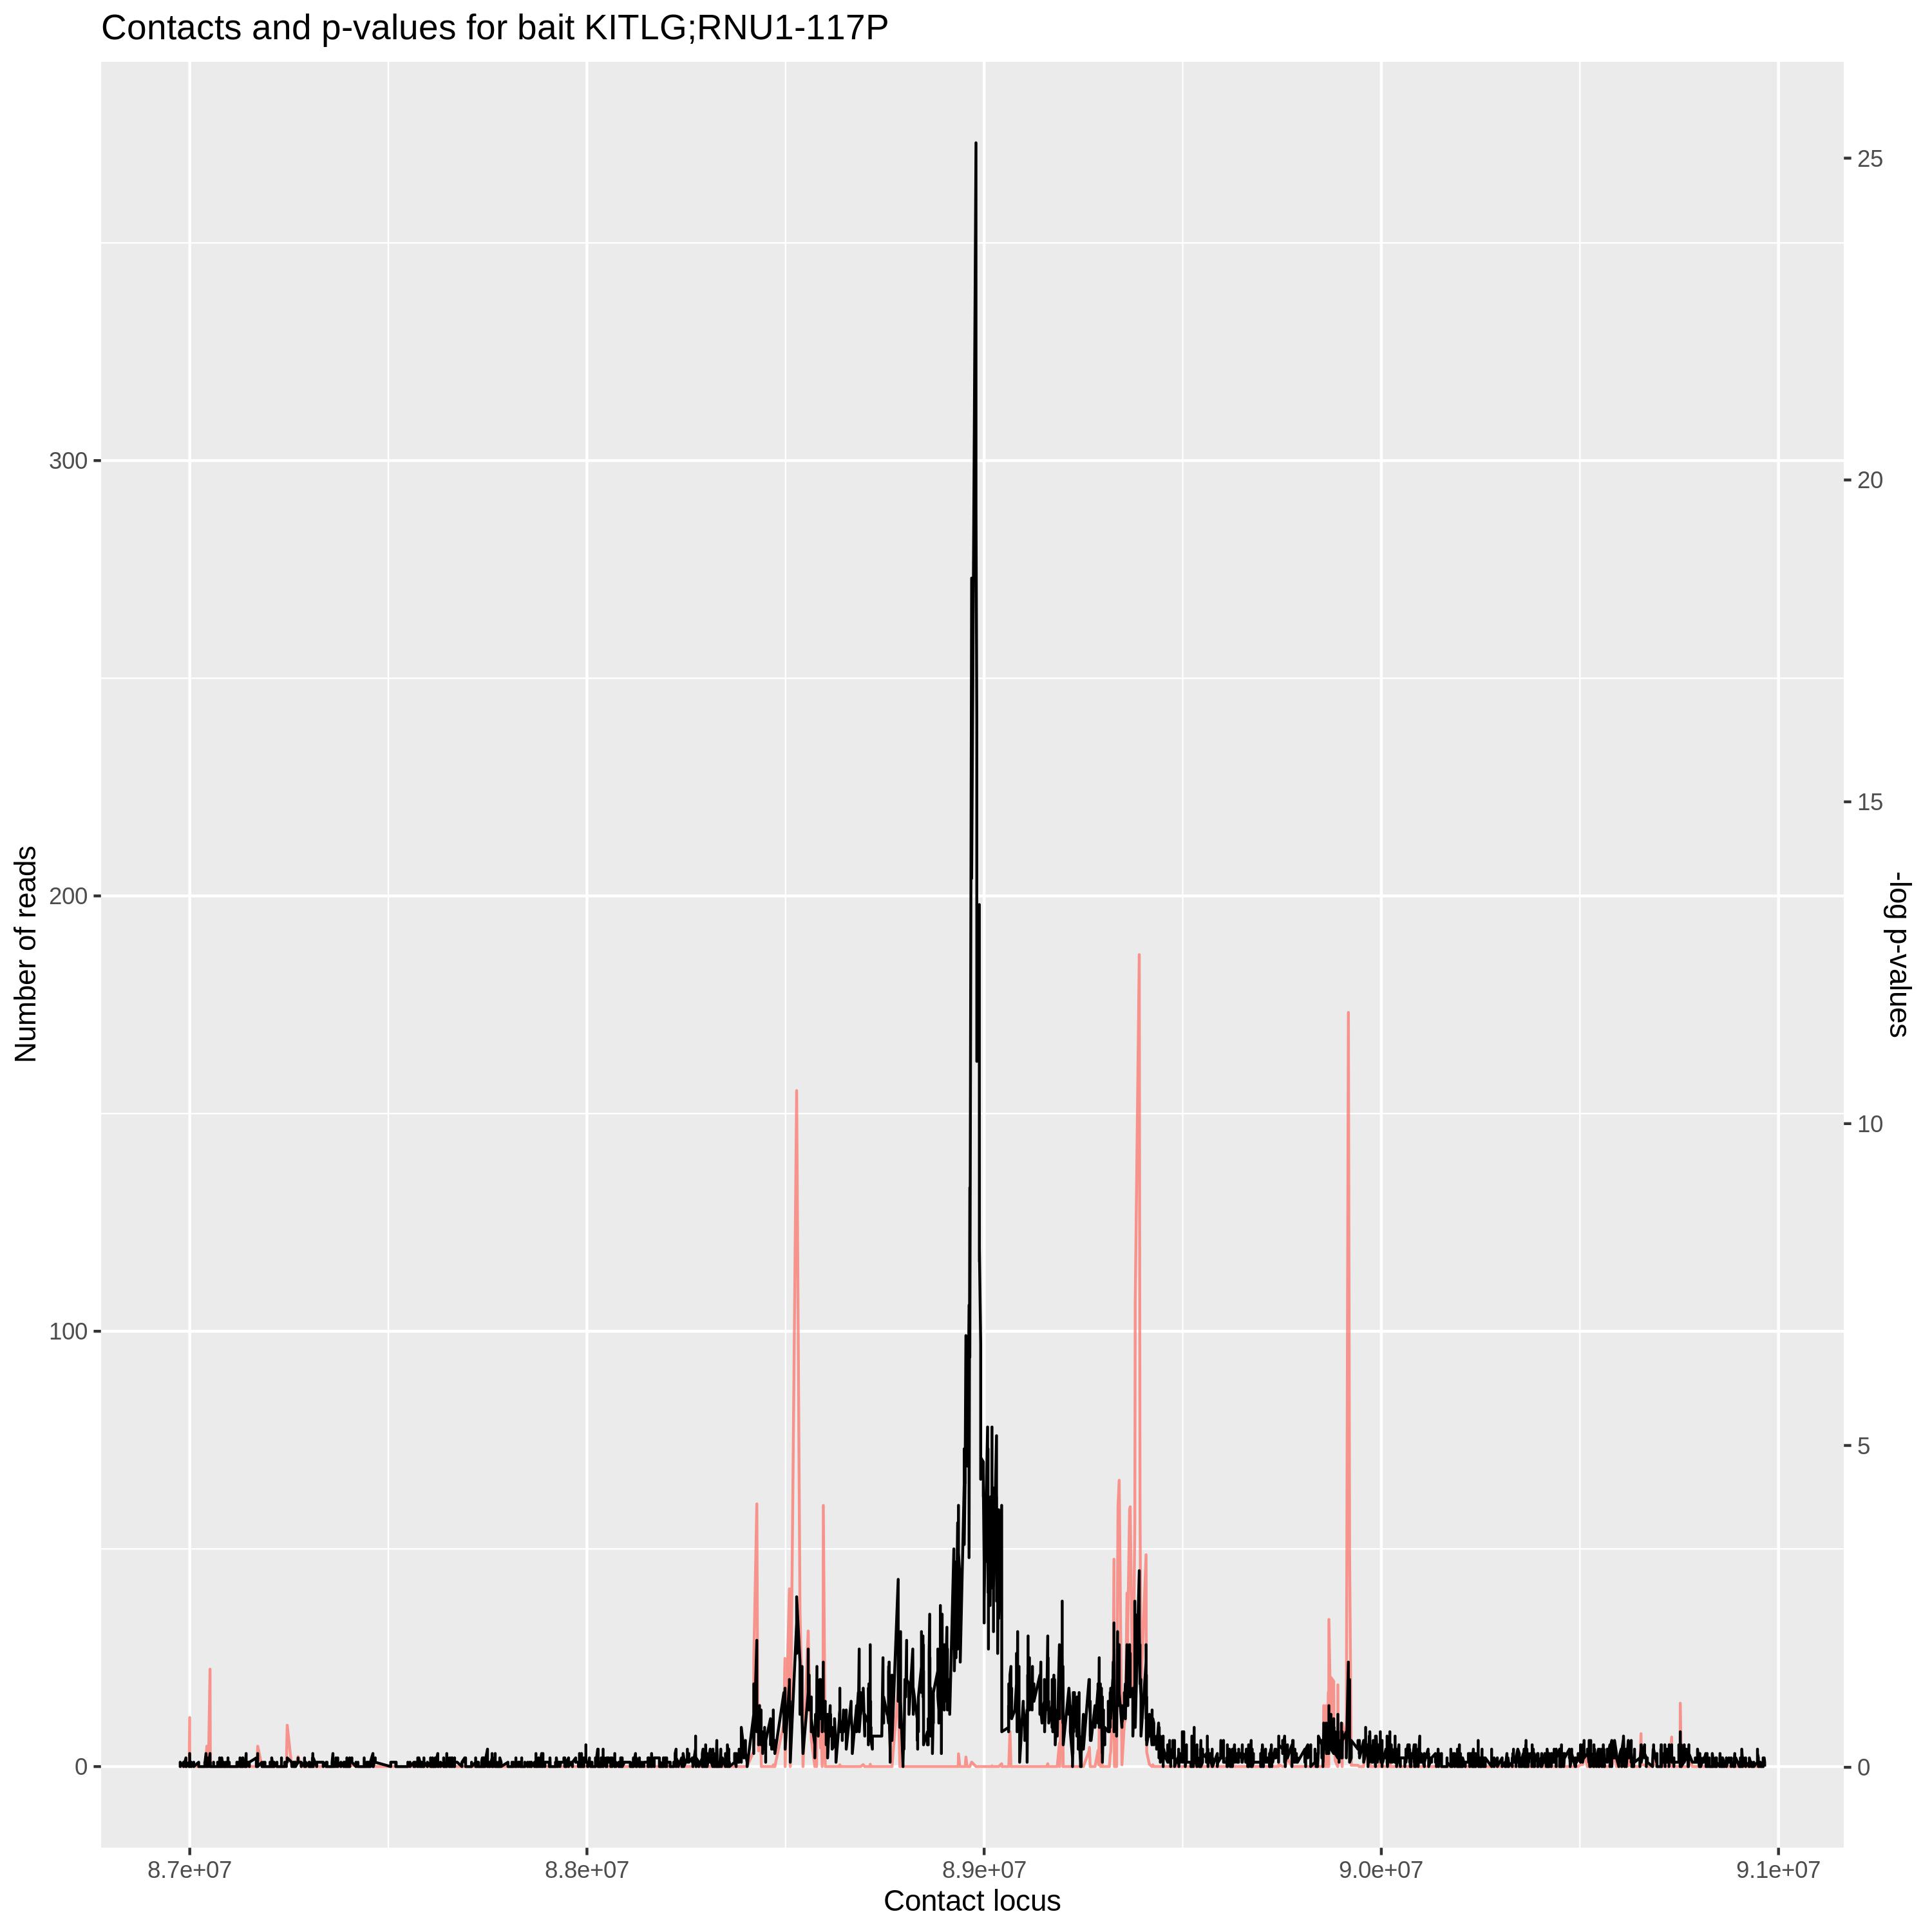 Contacts and p-values for bait KITLG;RNU1-117P
Number of reads
300
200
100
0
25
20
15
10
5
0
-log p-values
8.7e+07
8.8e+07
8.9e+07
9.0e+07
9.1e+07
Contact locus